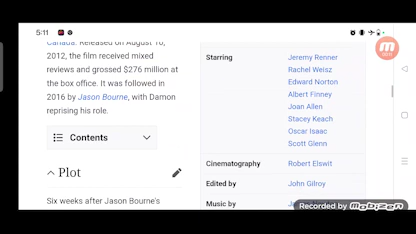 5:11
Canada. Released on August 10,
2012, the film received mixed
reviews and grossed $276 million at
the box office. It was followed in
2016 by Jason Bourne, with Damon
reprising his role.
Contents
Plot
Six weeks after Jason Bourne's
Starring
Jeremy Renner
Rachel Weisz
Edward Norton
Albert Finney
Joan Allen
Stacey Keach
Oscar Isaac
Scott Glenn
Cinematography
Robert Elswit
Edited by
John Gilroy
Music by
Recorded by Mobizen